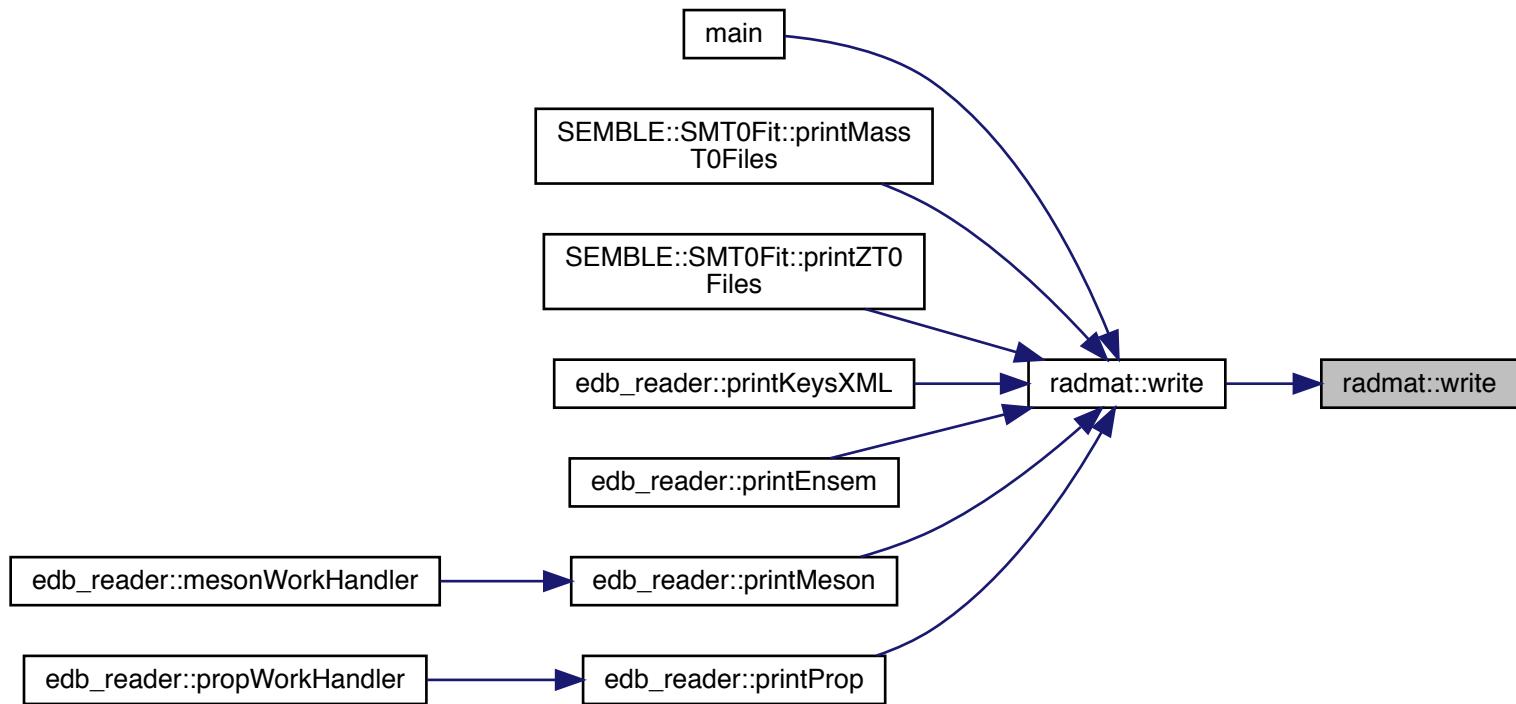 main
SEMBLE::SMT0Fit::printMass
T0Files
SEMBLE::SMT0Fit::printZT0
Files
edb_reader::printKeysXML
radmat::write
radmat::write
edb_reader::printEnsem
edb_reader::mesonWorkHandler
edb_reader::printMeson
edb_reader::propWorkHandler
edb_reader::printProp